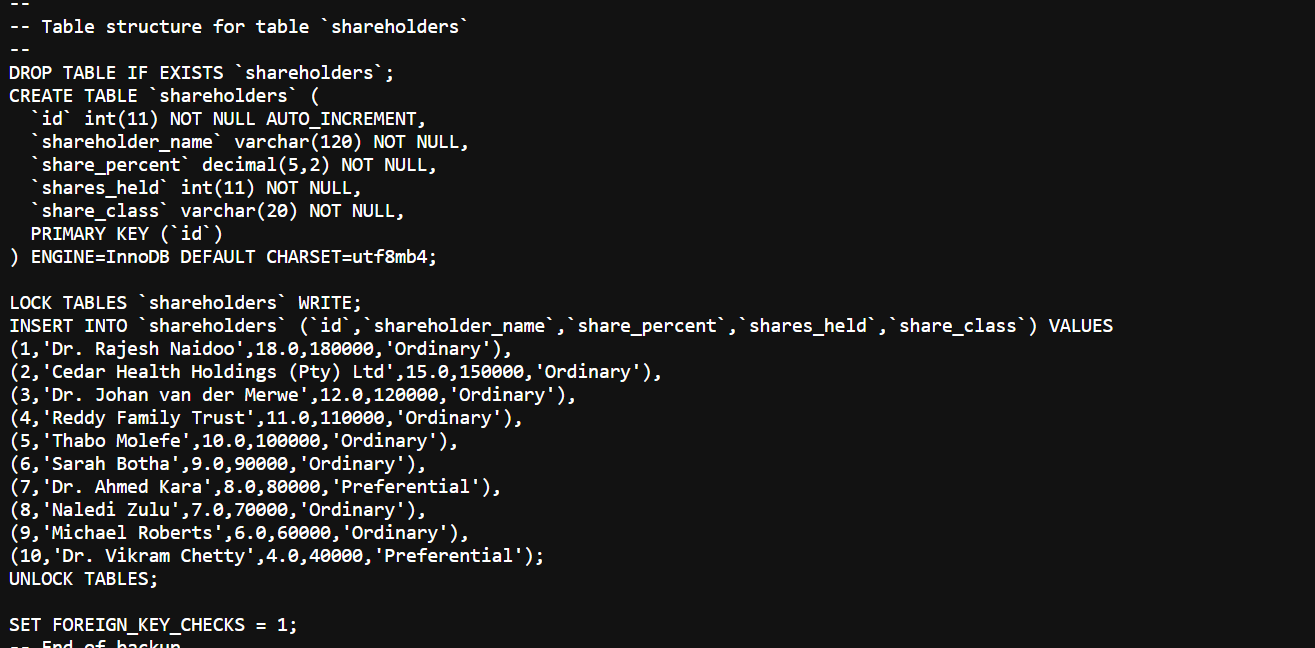 --
-- Table structure for table `shareholders`
--
DROP TABLE IF EXISTS `shareholders`;
CREATE TABLE `shareholders` (
  `id` int(11) NOT NULL AUTO_INCREMENT,
  `shareholder_name` varchar(120) NOT NULL,
  `share_percent` decimal(5,2) NOT NULL,
  `shares_held` int(11) NOT NULL,
  `share_class` varchar(20) NOT NULL,
  PRIMARY KEY (`id`)
) ENGINE=InnoDB DEFAULT CHARSET=utf8mb4;

LOCK TABLES `shareholders` WRITE;
INSERT INTO `shareholders` (`id`,`shareholder_name`,`share_percent`,`shares_held`,`share_class`) VALUES
(1,'Dr. Rajesh Naidoo',18.0,180000,'Ordinary'),
(2,'Cedar Health Holdings (Pty) Ltd',15.0,150000,'Ordinary'),
(3,'Dr. Johan van der Merwe',12.0,120000,'Ordinary'),
(4,'Reddy Family Trust',11.0,110000,'Ordinary'),
(5,'Thabo Molefe',10.0,100000,'Ordinary'),
(6,'Sarah Botha',9.0,90000,'Ordinary'),
(7,'Dr. Ahmed Kara',8.0,80000,'Preferential'),
(8,'Naledi Zulu',7.0,70000,'Ordinary'),
(9,'Michael Roberts',6.0,60000,'Ordinary'),
(10,'Dr. Vikram Chetty',4.0,40000,'Preferential');
UNLOCK TABLES;

SET FOREIGN_KEY_CHECKS = 1;
-- End of backup